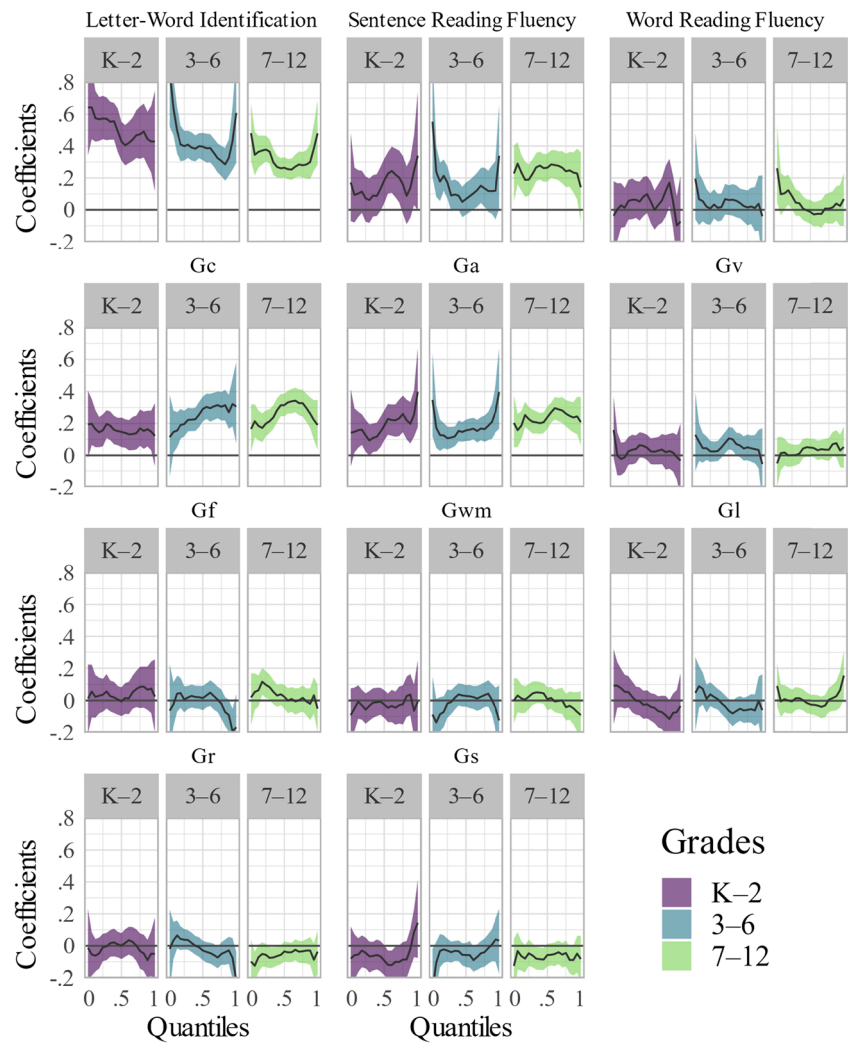 Letter-Word Identification Sentence Reading Fluency Word Reading Fluency
K–2 3–6 7–12 K–2 3–6 7–12 K–2 3–6 7–12
Coefficients
.8
.6
.4
.2
0
-.2
Gc Ga Gv
K–2 3–6 7–12 K–2 3–6 7–12 K–2 3–6 7–12
Coefficients
.8
.6
.4
.2
0
-.2
Gf Gwm Gl
K–2 3–6 7–12 K–2 3–6 7–12 K–2 3–6 7–12
Coefficients
.8
.6
.4
.2
0
-.2
Gr Gs
K–2 3–6 7–12 K–2 3–6 7–12
Coefficients
.8
.6
.4
.2
0
-.2
0 .5 1 0 .5 1 0 .5 1 0 .5 1 0 .5 1 0 .5 1
Quantiles Quantiles
Grades
K–2
3–6
7–12